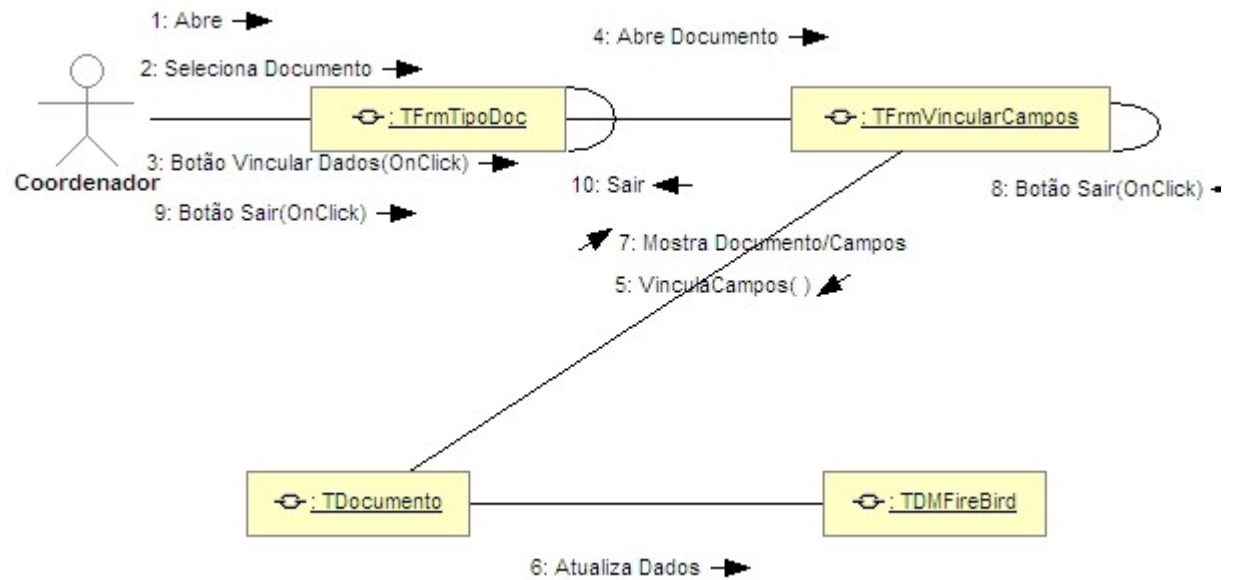 1: Abre
4: Abre Documento
2: Seleciona Documento
: TFrmTipoDoc
: TFrmVincularCampos
3: Botão Vincular Dados(OnClick)
Coordenador
10: Sair
8: Botão Sair(OnClick)
9: Botão Sair(OnClick)
7: Mostra Documento/Campos
5: VinculaCampos( )
: TDocumento
: TDMFireBird
6: Atualiza Dados